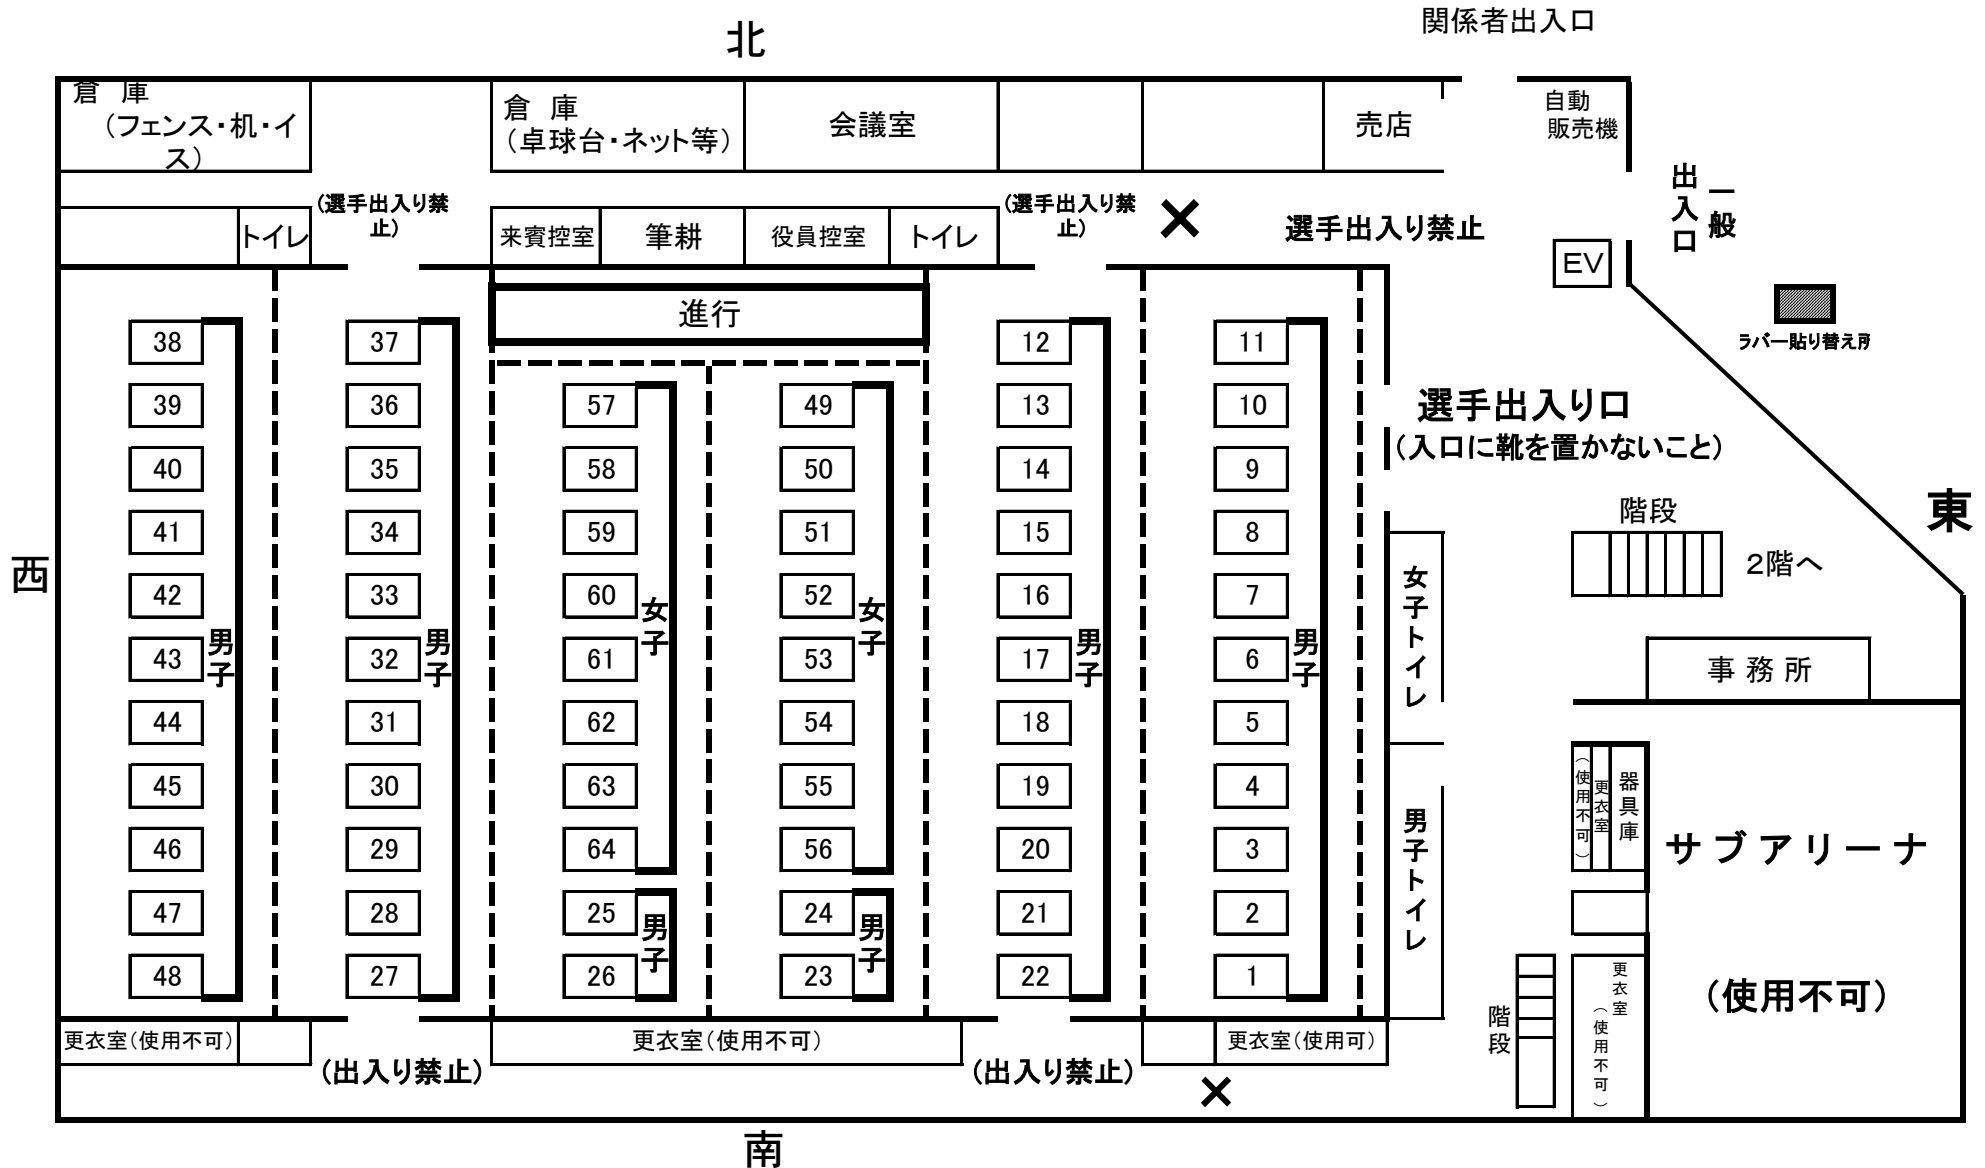 関係者出入口
北
倉　庫
（フェンス・机・イ
ス）
倉　庫
（卓球台・ネット等）
会議室
売店
自動
販売機
一般
出入口
（選手出入り禁
止）
（選手出入り禁
止）
×
選手出入り禁止
トイレ
来賓控室
筆耕
役員控室
トイレ
EV
進行
ラバー貼り替え所
38
37
12
11
39
36
57
49
13
10
選手出入り口
（入口に靴を置かないこと）
40
35
58
50
14
9
東
階段
2階へ
41
34
59
51
15
8
西
42
33
60
52
16
7
女子
女子
女子トイレ
43
32
61
53
17
6
男子
男子
男子
男子
事 務 所
44
31
62
54
18
5
45
30
63
55
19
4
（使用不可）
更衣室
器具庫
46
29
64
56
20
3
男子トイレ
サ ブ ア リ ー ナ
47
28
25
24
21
2
男子
男子
48
27
26
23
22
1
（使用不可）
更衣室
（使用不可）
階段
更衣室（使用不可）
更衣室（使用不可）
更衣室（使用可）
（出入り禁止）
（出入り禁止）
×
南